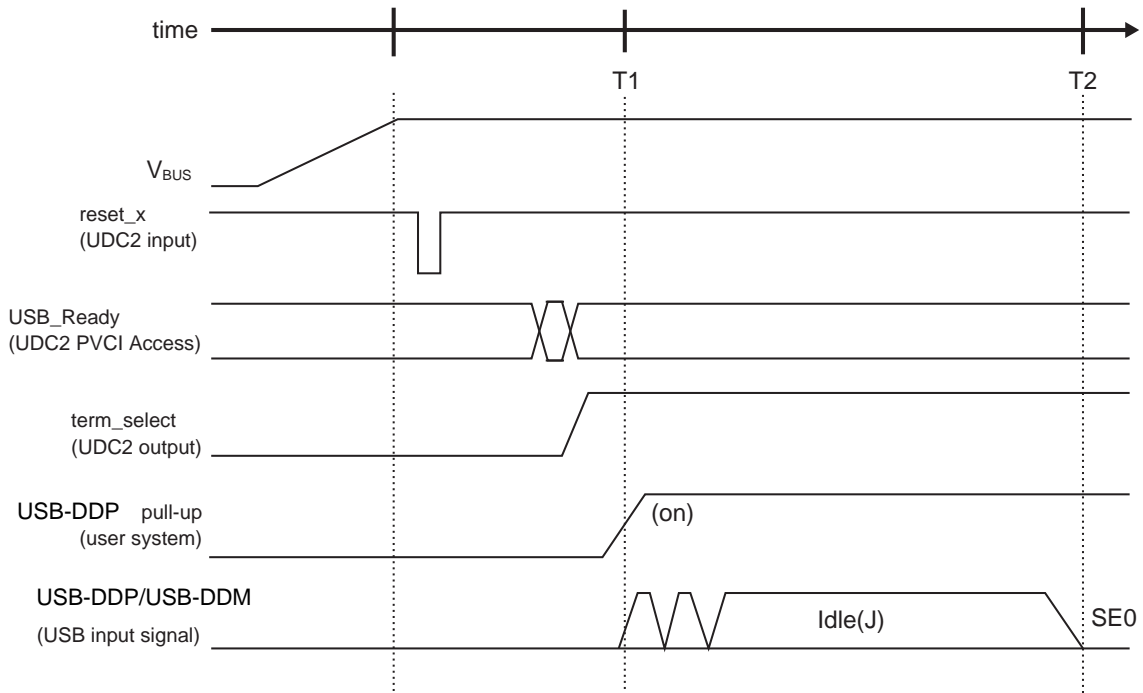 time
T1 T2
VBUS
reset_x
(UDC2 input)
USB_Ready
(UDC2 PVCI Access)
term_select
(UDC2 output)
USB-DDP pull-up
(user system)
(on)
USB-DDP/USB-DDM
(USB input signal)
Idle(J)
SE0